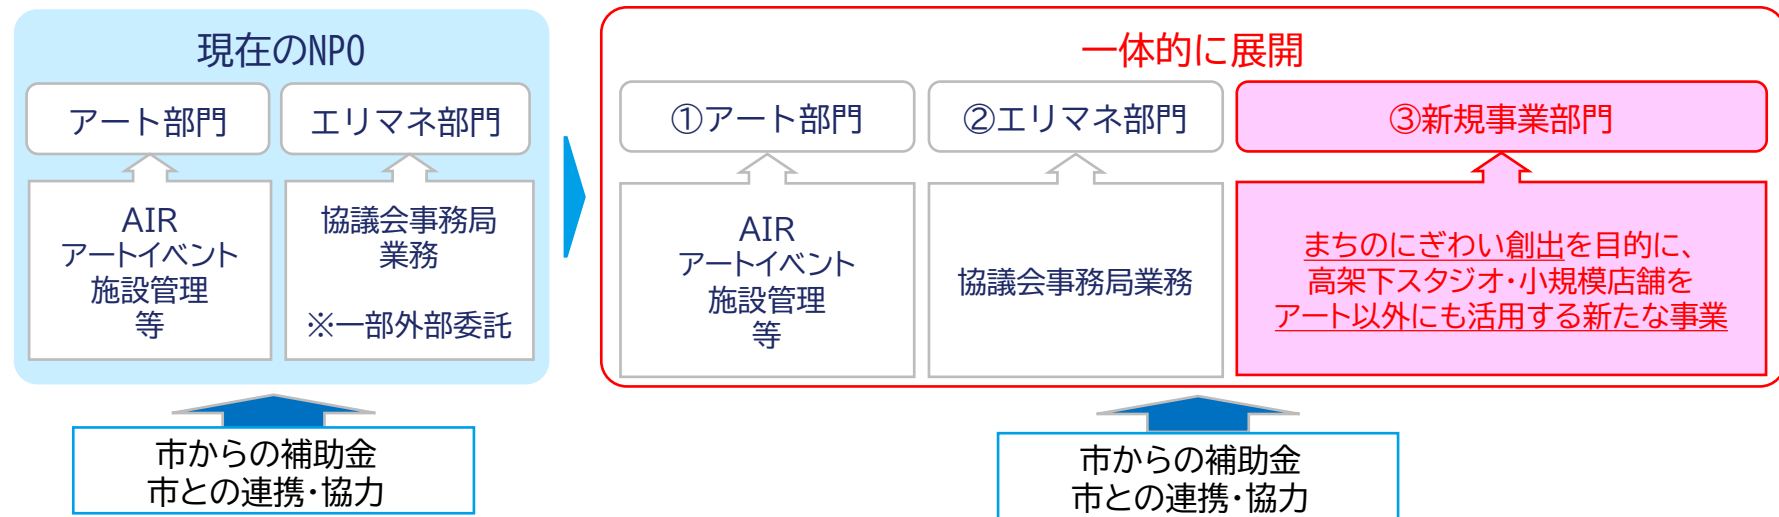 現在のNPO
アート部門
エリマネ部門
AIR
アートイベント
施設管理
等
協議会事務局
業務
※一部外部委託
市からの補助金
市との連携・協力
一体的に展開
①アート部門
②エリマネ部門
③新規事業部門
AIR
アートイベント
施設管理
等
協議会事務局業務
まちのにぎわい創出を目的に、
高架下スタジオ・小規模店舗を
アート以外にも活用する新たな事業
市からの補助金
市との連携・協力